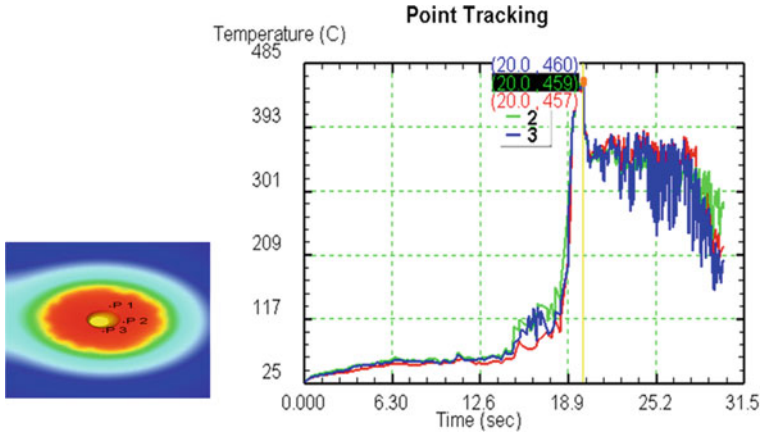 Point Tracking
Temperature (C)
485
393
301
209
117
25
(20.0 , 460)
(20.0 , 459)
(20.0 , 457)
2
3
0.000
6.30
12.6
18.9
25.2
31.5
Time (sec)
P 1
P 2
P 3